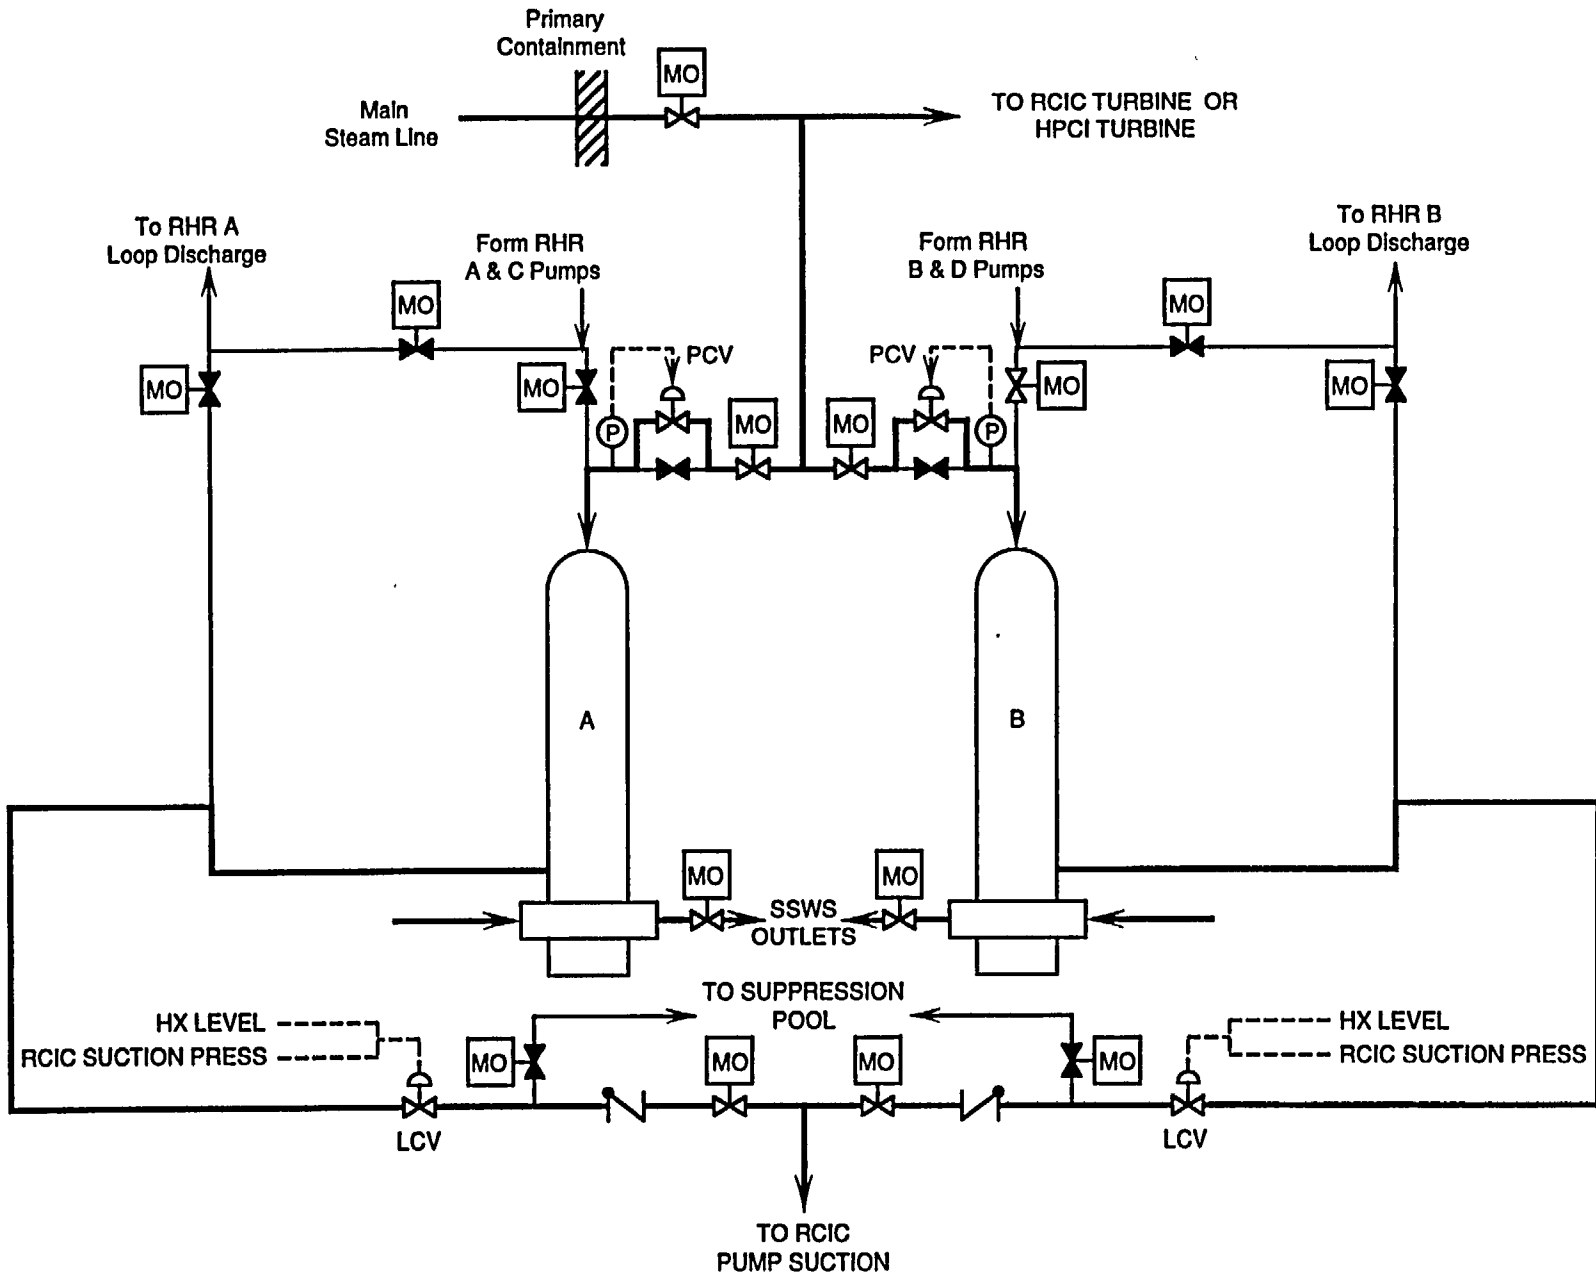 Primary
Containment
MO
Main
Steam Line
TO RCIC TURBINE OR
HPCI TURBINE
To RHR A
Loop Discharge
Form RHR
A & C Pumps
Form RHR
B & D Pumps
To RHR B
Loop Discharge
MO
MO
PCV
PCV
MO
MO
MO
MO
MO
P
MO
MO
P
A
B
MO
MO
SSWS
OUTLETS
TO SUPPRESSION
POOL
HX LEVEL
RCIC SUCTION PRESS
MO
MO
MO
MO
HX LEVEL
RCIC SUCTION PRESS
LCV
LCV
TO RCIC
PUMP SUCTION